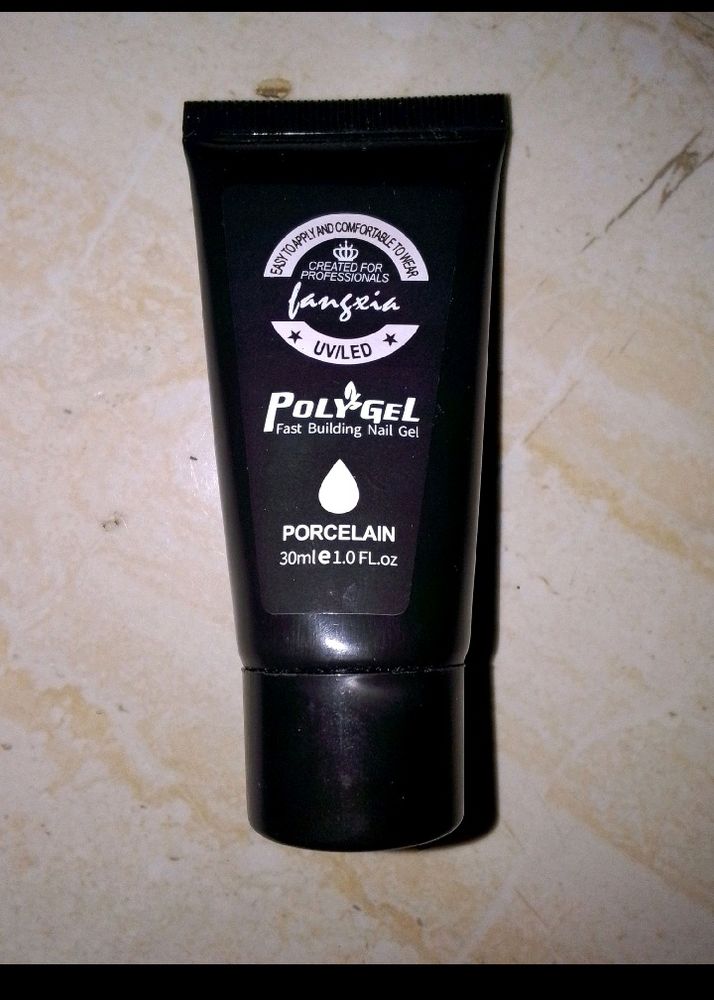 EASY TO APPLY AND COMFORTABLE TO WEAR
CREATED FOR
PROFESSIONALS
fangxia
UV/LED
POLYGEL
Fast Building Nail Gel
PORCELAIN
30ml e 1.0 FL.oz